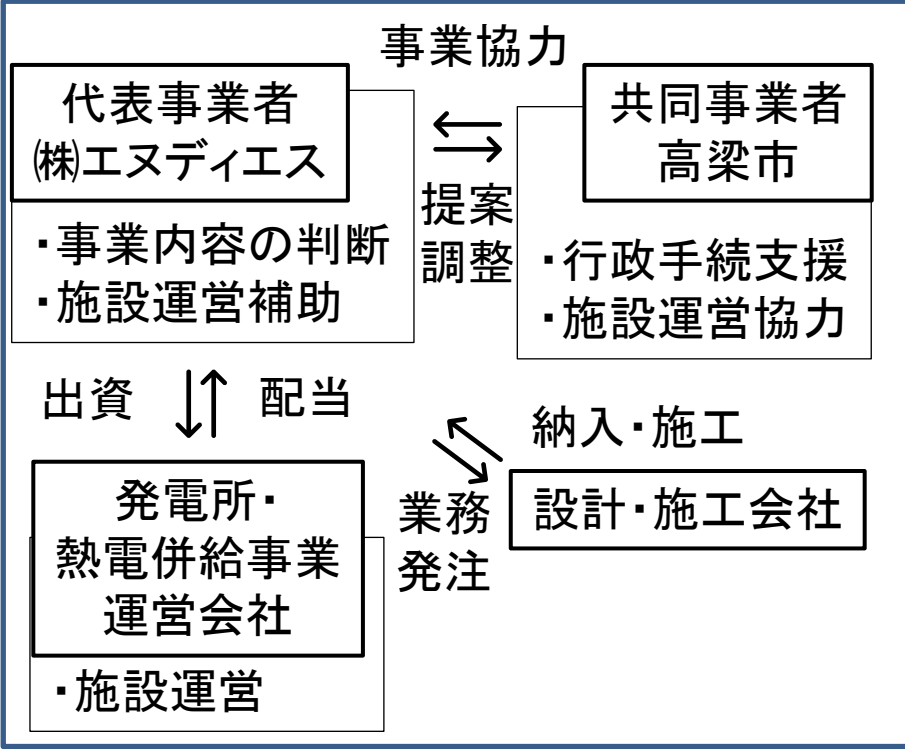 事業協力
代表事業者
㈱エヌディエス
共同事業者
高梁市
提案
調整
・事業内容の判断
・施設運営補助
・行政手続支援
・施設運営協力
出資
配当
納入・施工
発電所・
熱電併給事業
運営会社
業務
発注
設計・施工会社
・施設運営